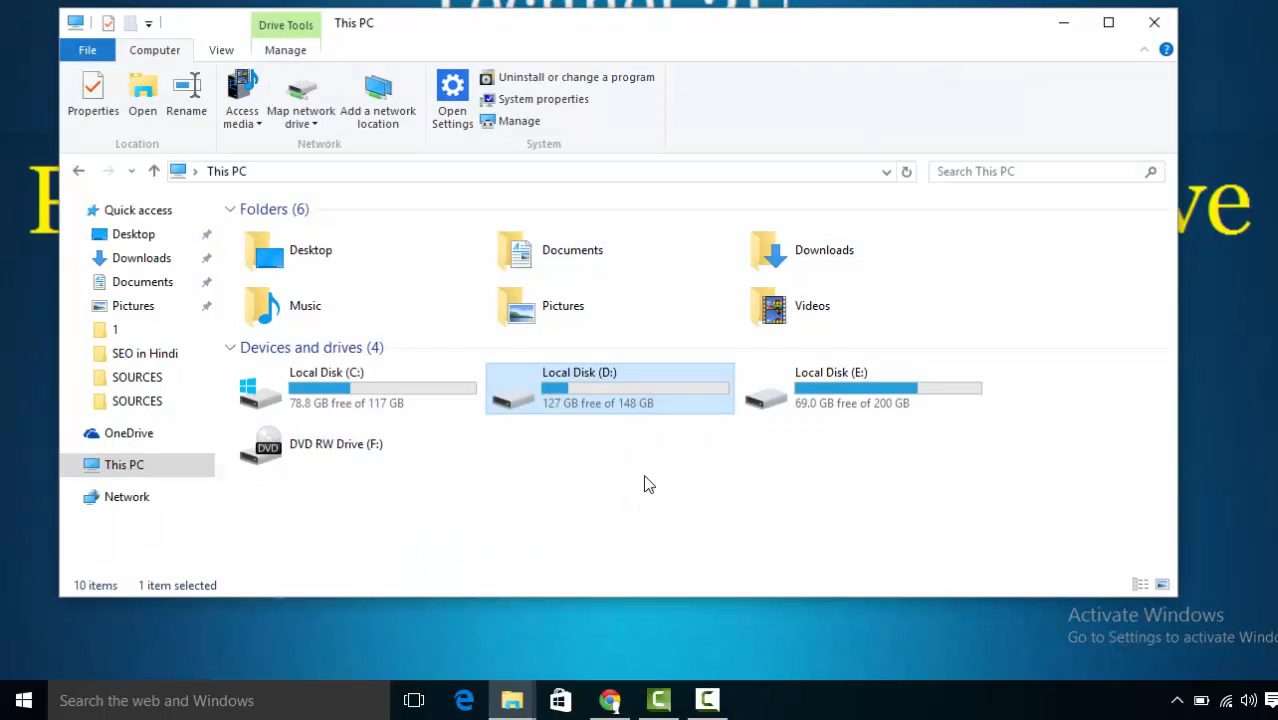 Drive Tools This PC
File Computer View Manage
Properties Open Rename Access media Map network drive Add a network location Open Settings Uninstall or change a program
System properties
Manage
Location Network System
This PC Search This PC
Quick access
Desktop
Downloads
Documents
Pictures
1
SEO in Hindi
SOURCES
SOURCES
OneDrive
This PC
Network
Folders (6)
Desktop Documents Downloads
Music Pictures Videos
Devices and drives (4)
Local Disk (C:) Local Disk (D:) Local Disk (E:)
78.8 GB free of 117 GB 127 GB free of 148 GB 69.0 GB free of 200 GB
DVD DVD RW Drive (F:)
10 items 1 item selected
Activate Windows
Go to Settings to activate Windo
Search the web and Windows